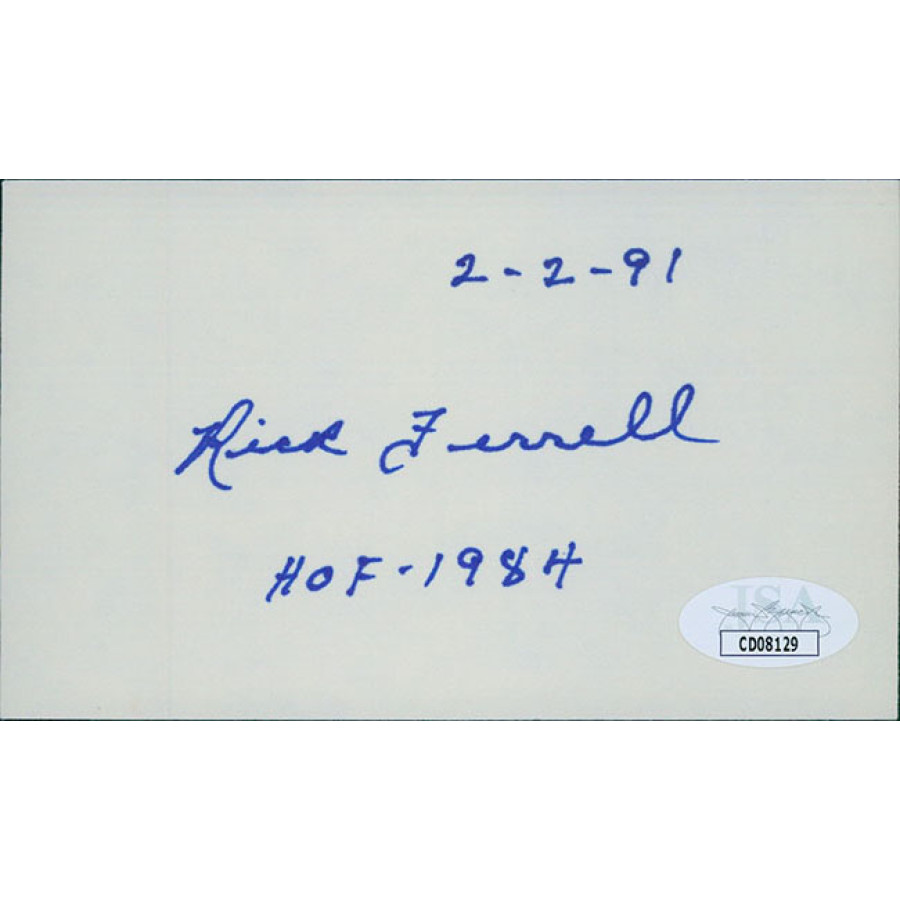 2-2-91
Rick Ferrell
HOF-1984
JSA
CD08129